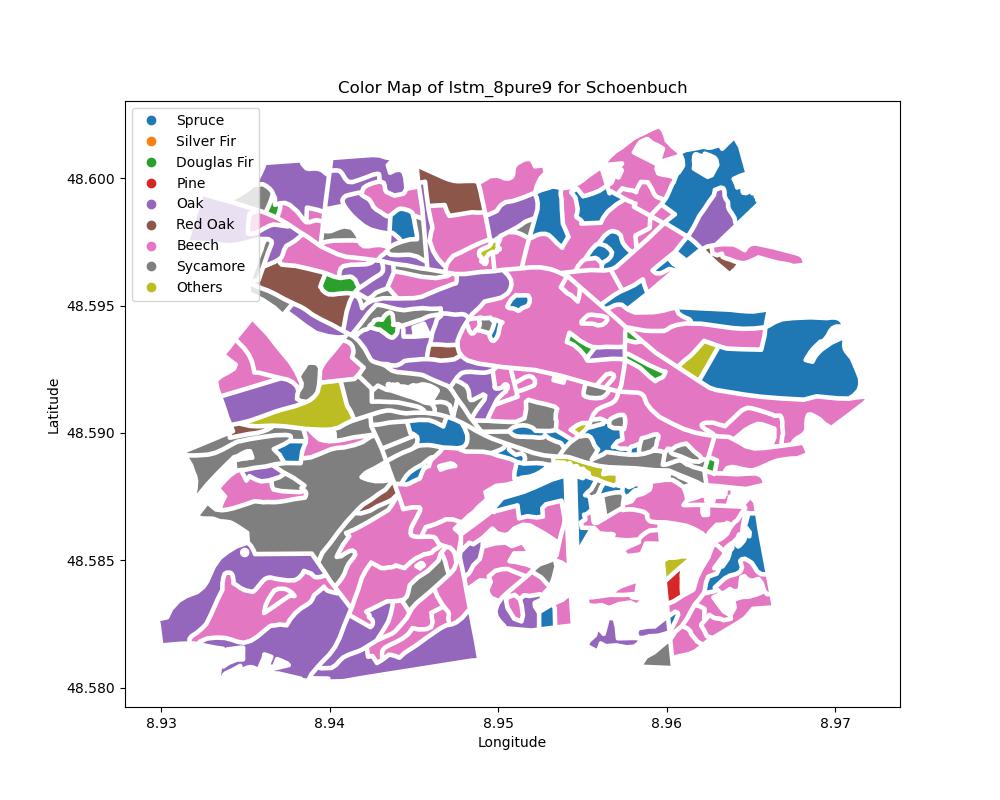 Color Map of lstm_8pure9 for Schoenbuch
Spruce
Silver Fir
Douglas Fir
Pine
Oak
Red Oak
Beech
Sycamore
Others
48.600
48.595
48.590
48.585
48.580
Latitude
8.93 8.94 8.95 8.96 8.97
Longitude